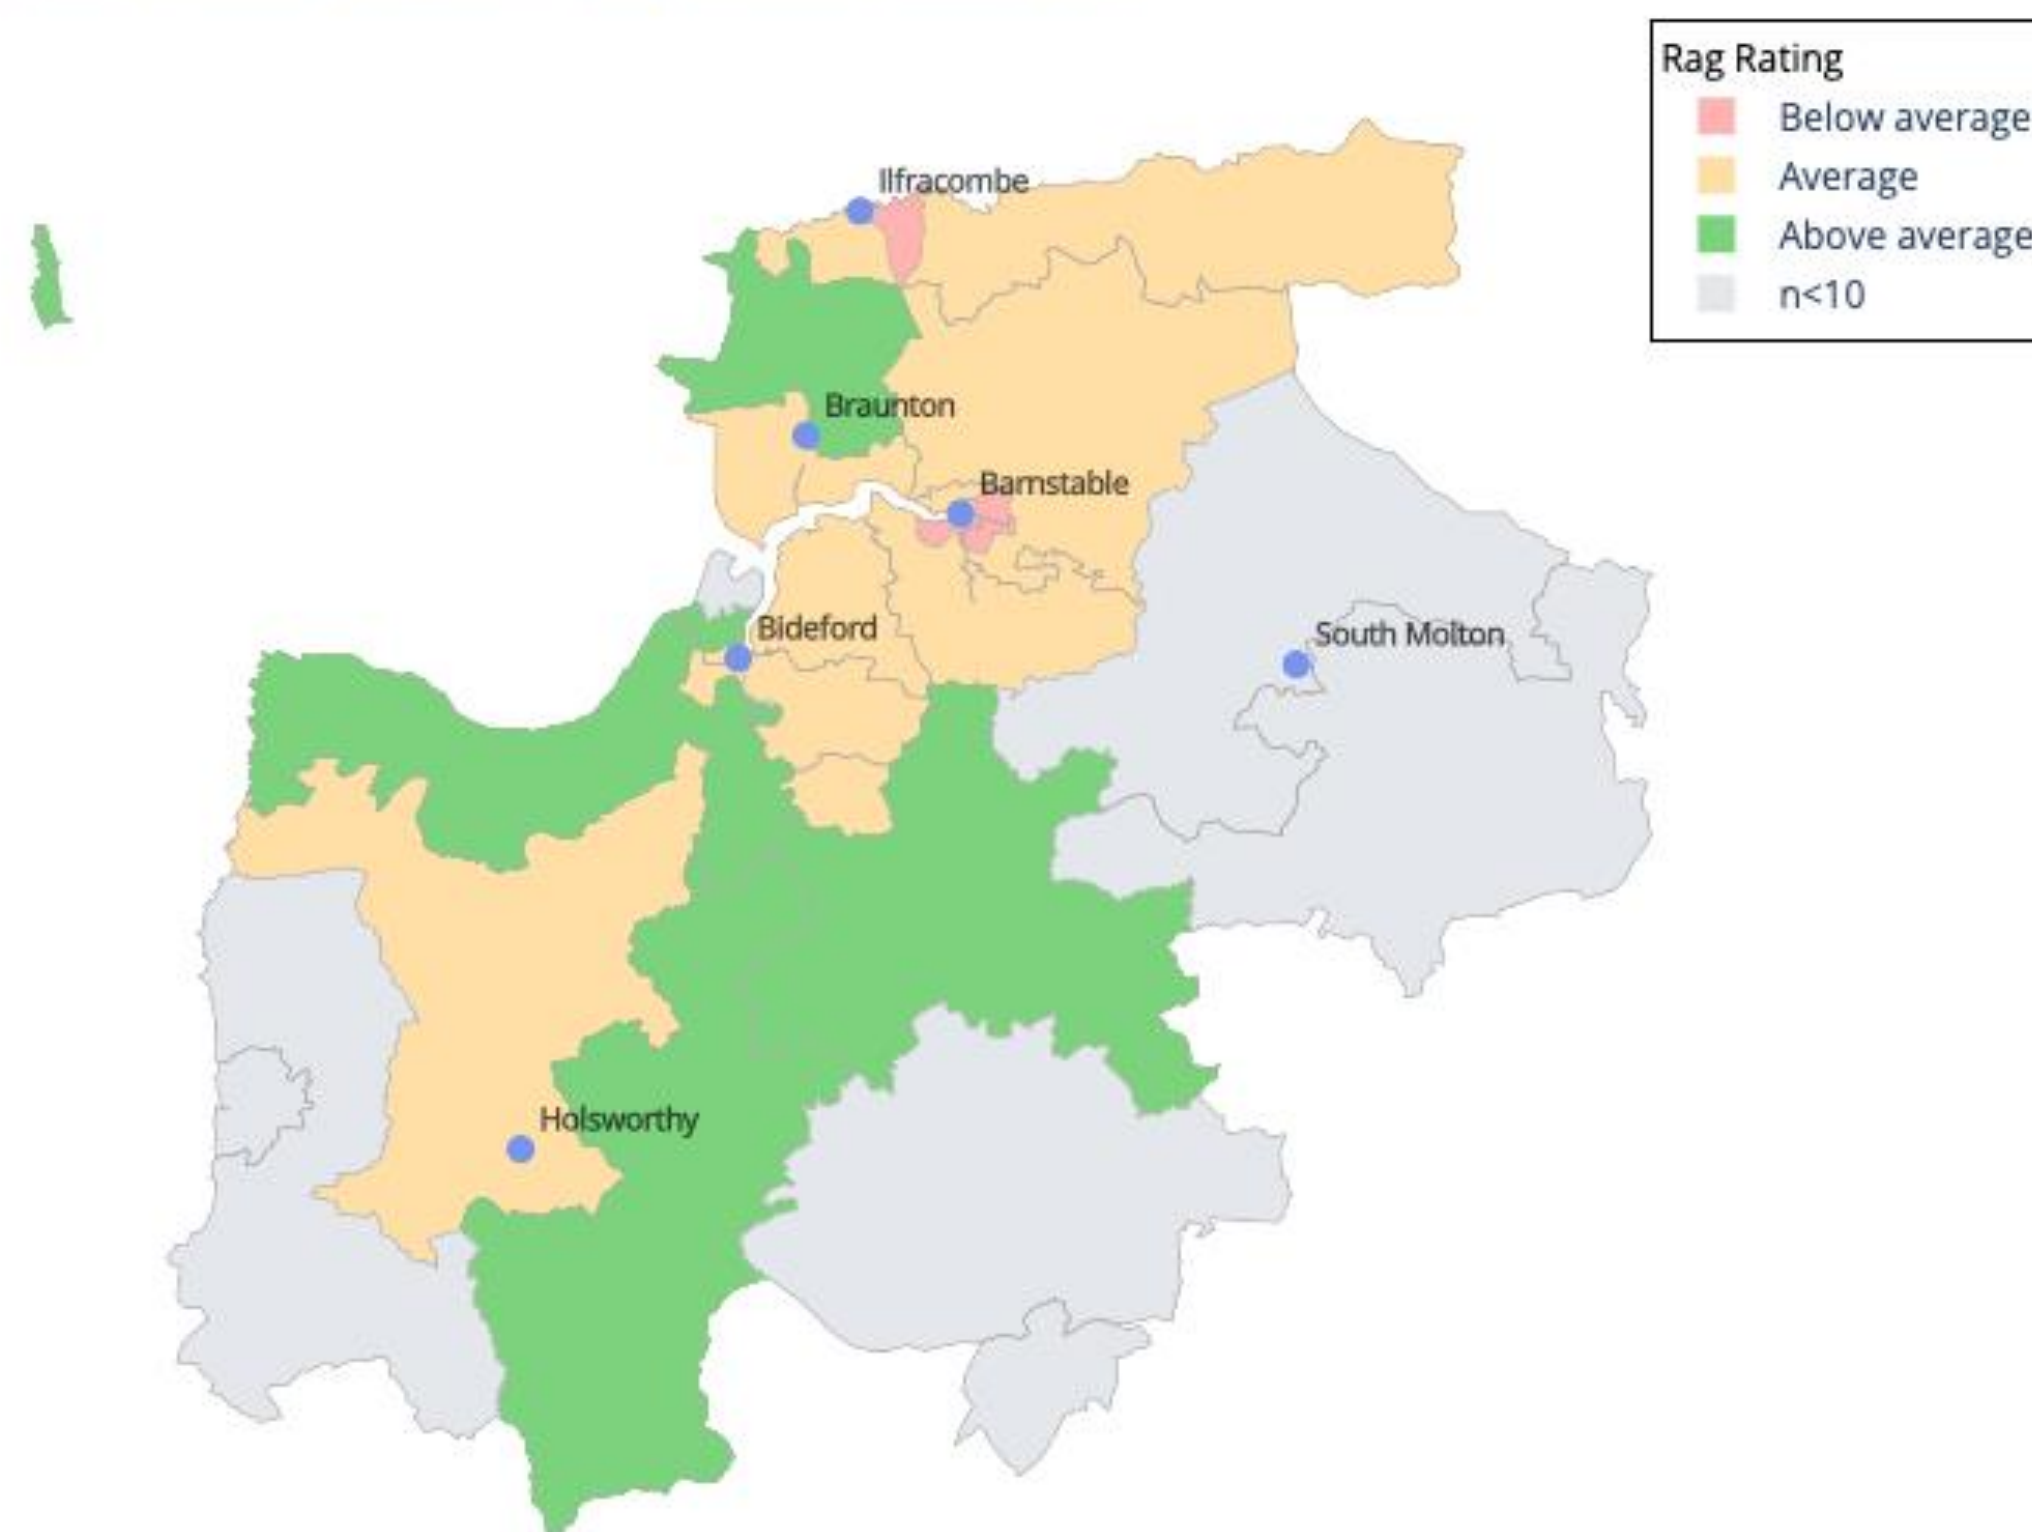 Rag Rating
Below average
Average
Above average
n<10
Ilfracombe
Braunton
Barnstable
Bideford
South Molton
Holsworthy